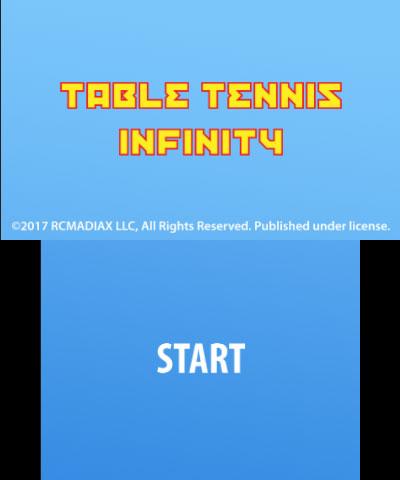 TABLE TENNIS
INFINITY
©2017 RCMADIAX LLC, All Rights Reserved. Published under license.
START